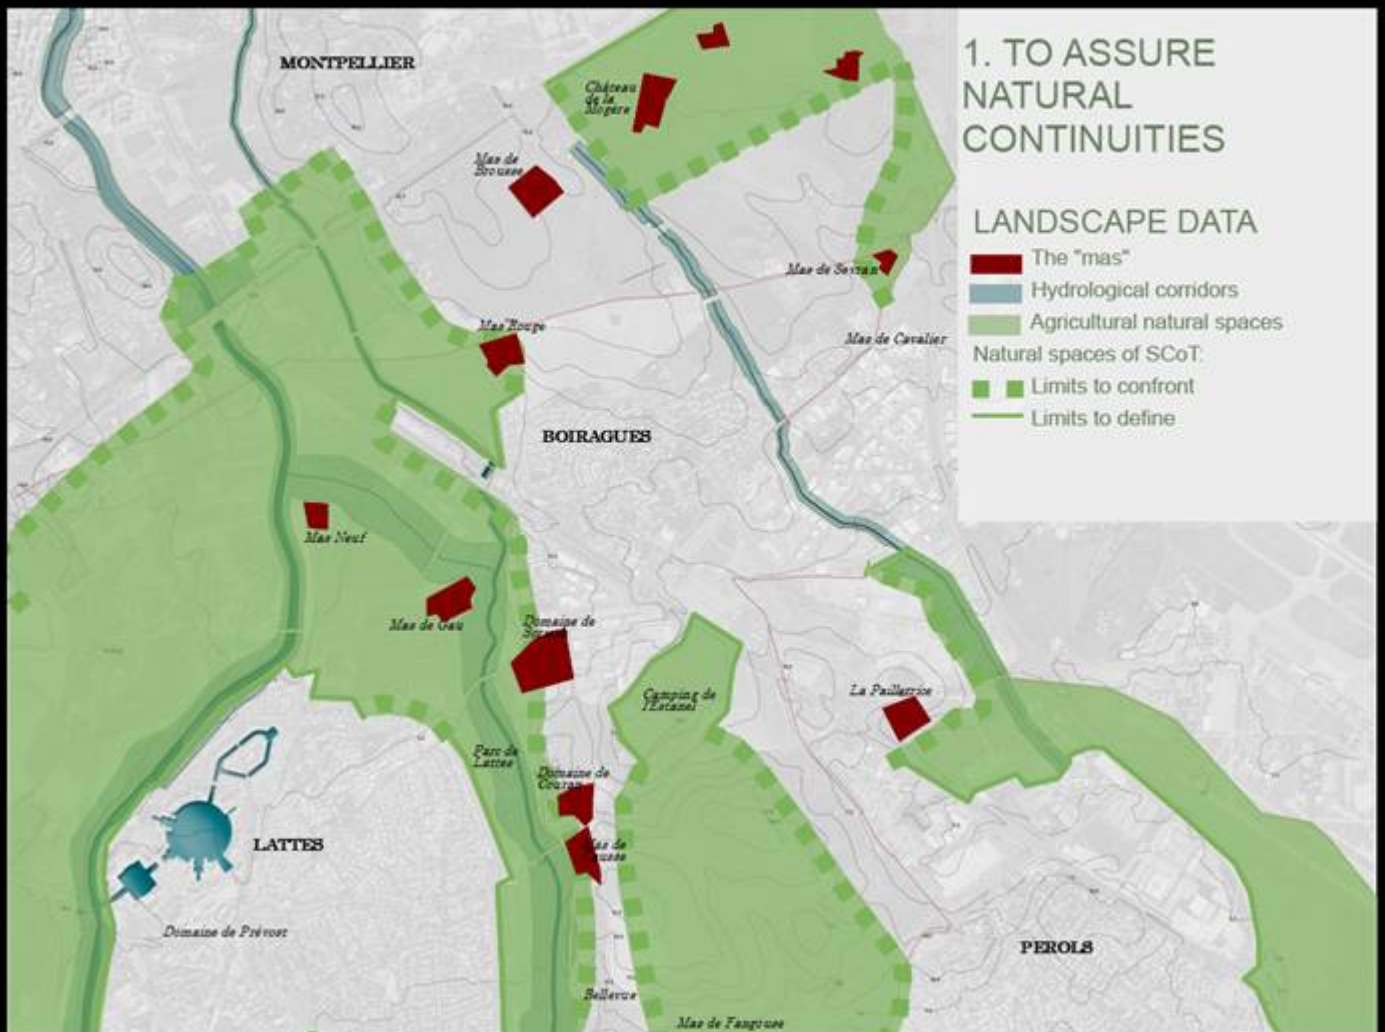 1. TO ASSURE
NATURAL
CONTINUITIES
LANDSCAPE DATA
The "mas"
Hydrological corridors
Agricultural natural spaces
Natural spaces of SCoT:
Limits to confront
Limits to define
MONTPELLIER
Château
de la
Mogère
Mas de
Brousse
Mas de
Mas de Cavalier
Mas Rouge
BOIRAGUES
Mas Neuf
Mas de Gau
Domaine de
Camping de
l'Estanel
La Paillatrice
Parc de
Lattes
Domaine de
Couran
Mas de
LATTES
Domaine de Prévost
PEROLS
Bellevue
Mas de Fangouse